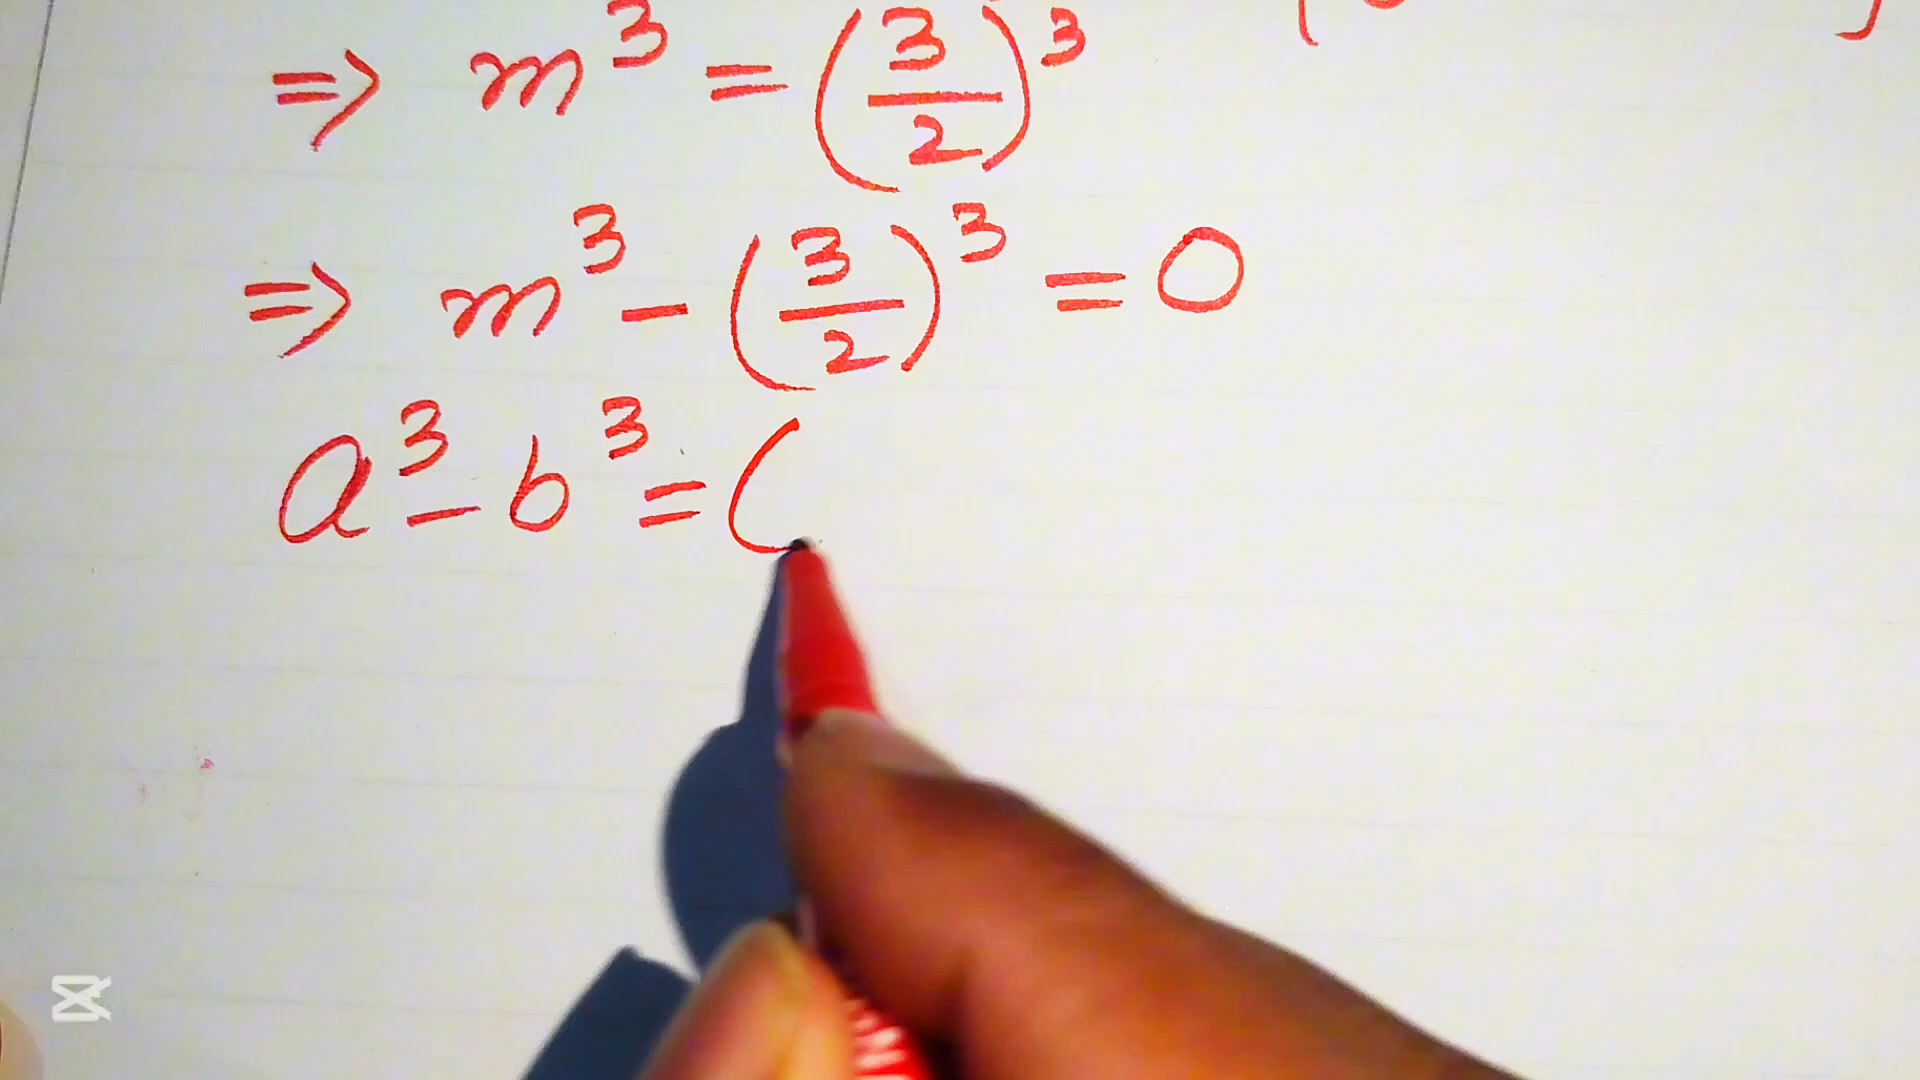 ⇒ m³ = (3/2)³
⇒ m³ - (3/2)³ = 0
a³ - b³ = (